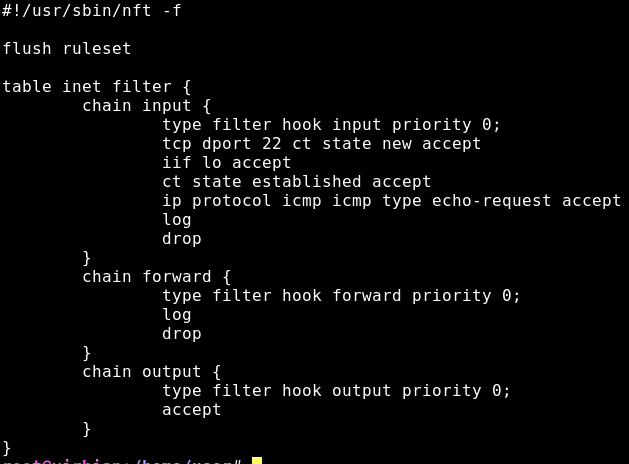 #!/usr/sbin/nft -f

flush ruleset

table inet filter {
        chain input {
                type filter hook input priority 0;
                tcp dport 22 ct state new accept
                iif lo accept
                ct state established accept
                ip protocol icmp icmp type echo-request accept
                log
                drop
        }
        chain forward {
                type filter hook forward priority 0;
                log
                drop
        }
        chain output {
                type filter hook output priority 0;
                accept
        }
}